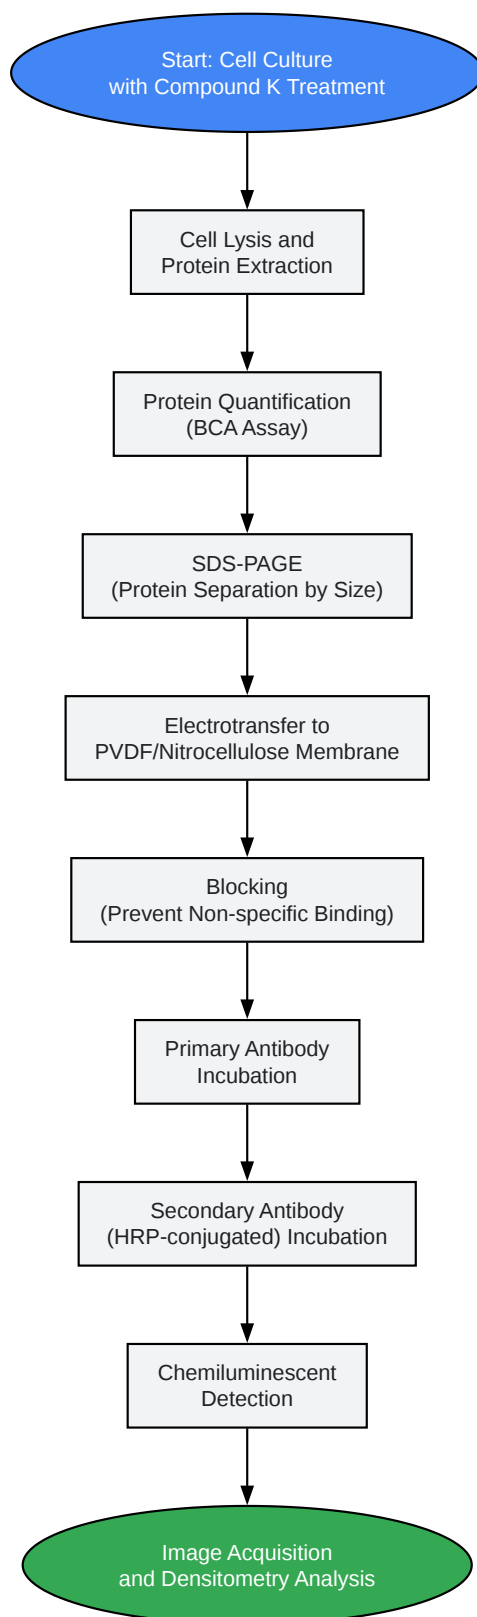 Start: Cell Culture
with Compound K Treatment
Cell Lysis and
Protein Extraction
Protein Quantification
(BCA Assay)
SDS-PAGE
(Protein Separation by Size)
Electrotransfer to
PVDF/Nitrocellulose Membrane
Blocking
(Prevent Non-specific Binding)
Primary Antibody
Incubation
Secondary Antibody
(HRP-conjugated) Incubation
Chemiluminescent
Detection
Image Acquisition
and Densitometry Analysis